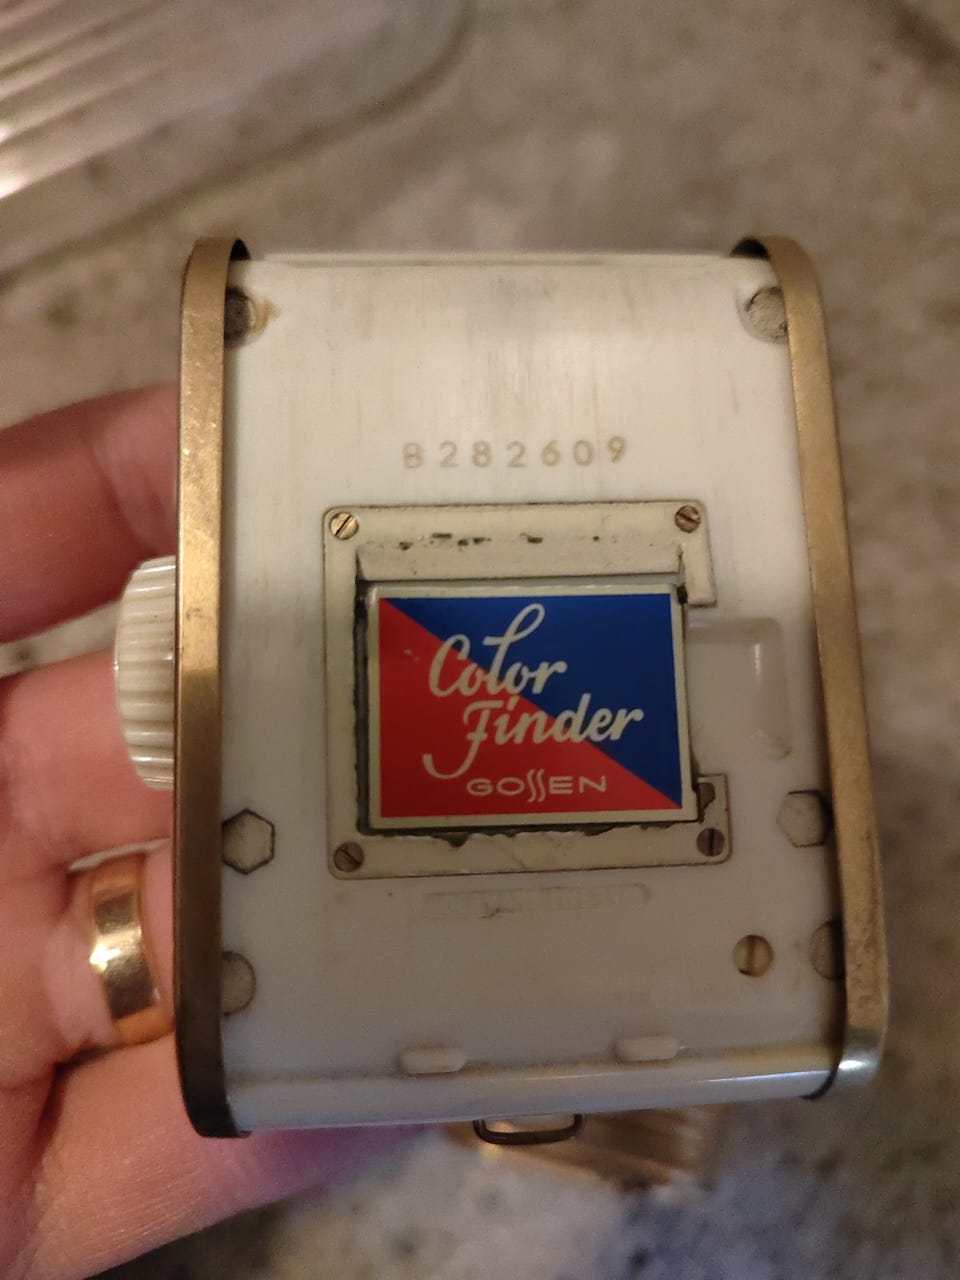 B282609
Color
Finder
GOSSEN